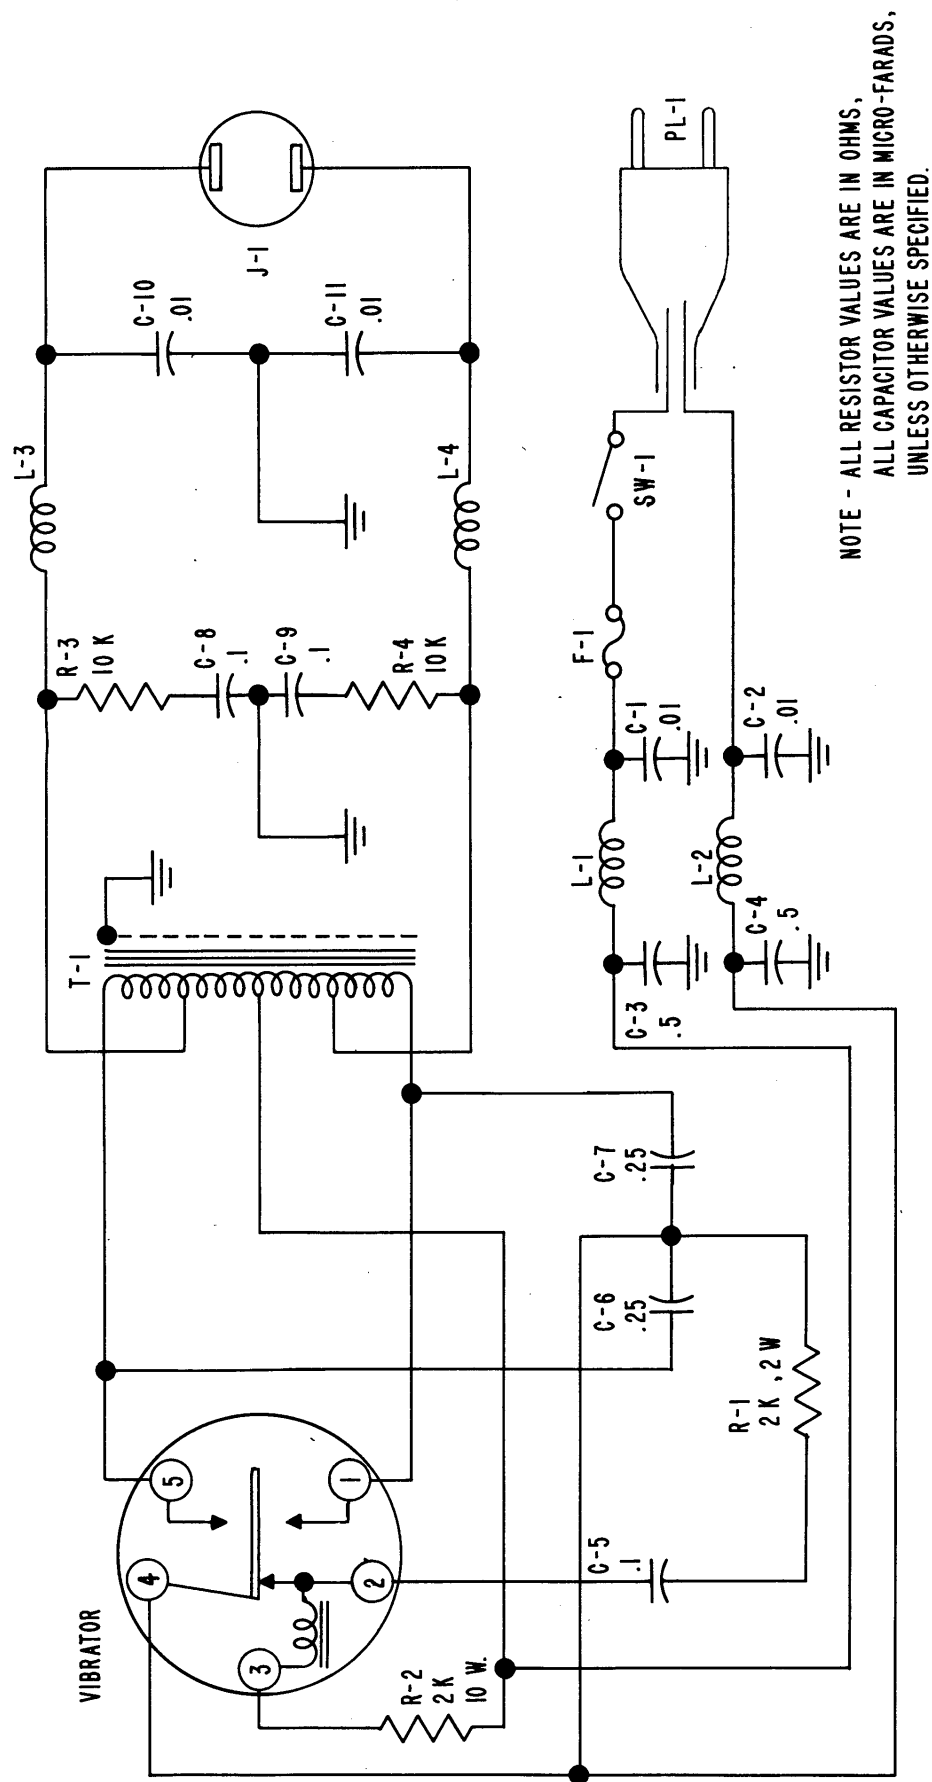 VIBRATOR
4
5
3
2
1
R-2
2K
10 W.
T-1
C-5
.1
R-1
2K, 2W
C-6
.25
C-7
.25
R-3
10 K
C-8
.1
C-9
.1
R-4
10 K
L-3
L-4
C-10
.01
C-11
.01
J-1
C-3
.5
C-4
.5
L-1
L-2
C-1
.01
C-2
.01
F-1
SW-1
PL-1
NOTE - ALL RESISTOR VALUES ARE IN OHMS,
ALL CAPACITOR VALUES ARE IN MICRO-FARADS,
UNLESS OTHERWISE SPECIFIED.